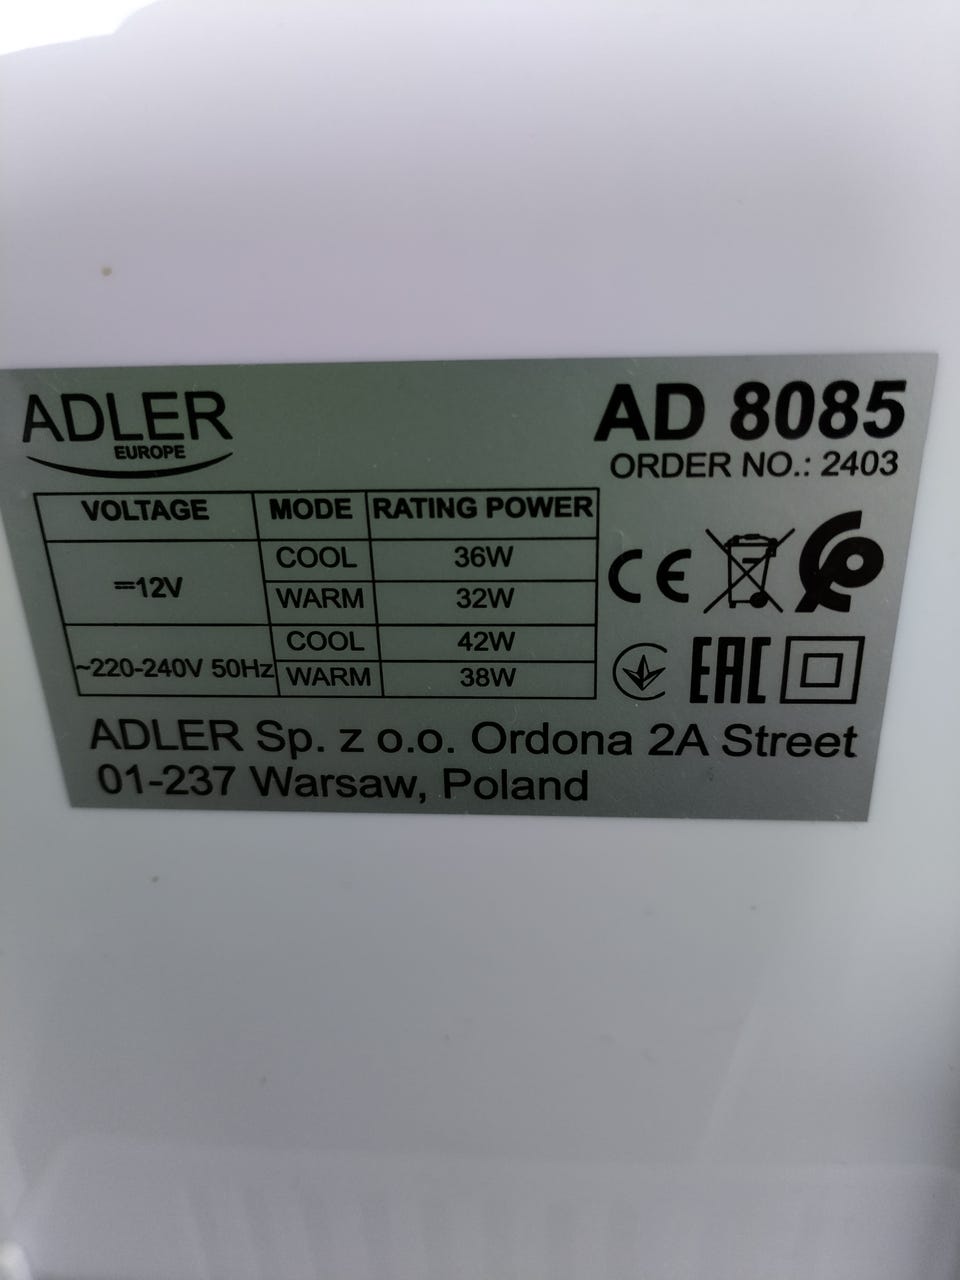 ADLER
EUROPE
AD 8085
ORDER NO.: 2403
VOLTAGE MODE RATING POWER
⎓12V COOL 36W
WARM 32W
~220-240V 50Hz COOL 42W
WARM 38W
CE
EAC
ADLER Sp. z o.o. Ordona 2A Street
01-237 Warsaw, Poland